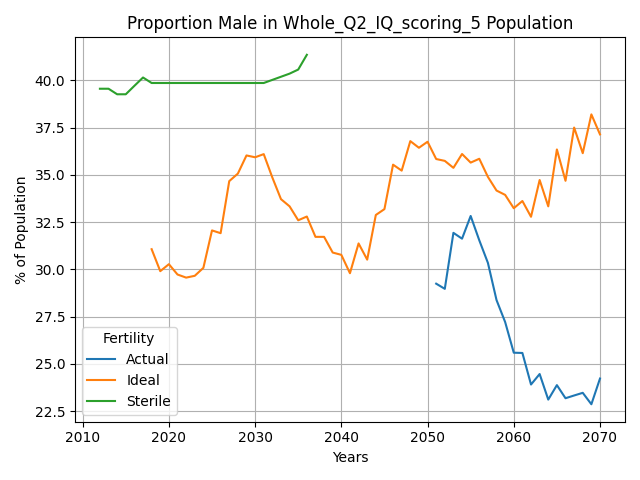 Proportion Male in Whole_Q2_IQ_scoring_5 Population
% of Population
40.0
37.5
35.0
32.5
30.0
27.5
25.0
22.5
Fertility
Actual
Ideal
Sterile
2010 2020 2030 2040 2050 2060 2070
Years